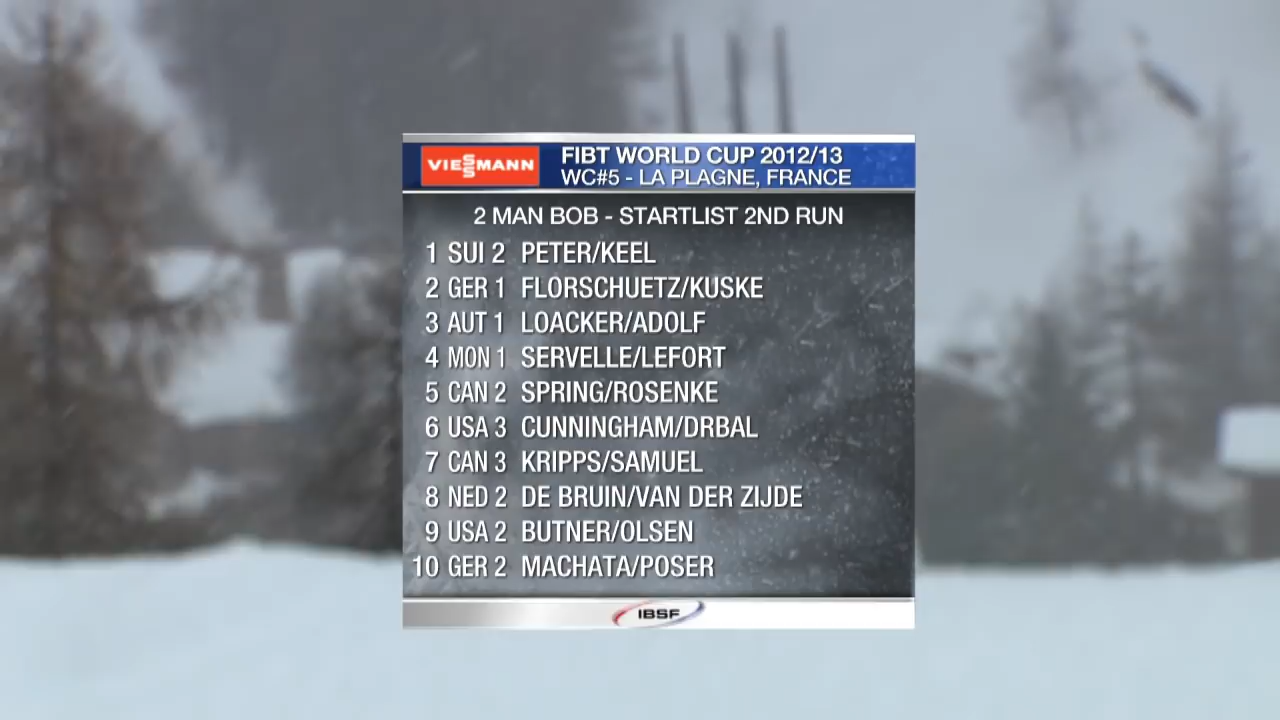 VIESSMANN
FIBT WORLD CUP 2012/13
WC#5 - LA PLAGNE, FRANCE
2 MAN BOB - STARTLIST 2ND RUN
1 SUI 2 PETER/KEEL
2 GER 1 FLORSCHUETZ/KUSKE
3 AUT 1 LOACKER/ADOLF
4 MON 1 SERVELLE/LEFORT
5 CAN 2 SPRING/ROSENKE
6 USA 3 CUNNINGHAM/DRBAL
7 CAN 3 KRIPPS/SAMUEL
8 NED 2 DE BRUIN/VAN DER ZIJDE
9 USA 2 BUTNER/OLSEN
10 GER 2 MACHATA/POSER
IBSF